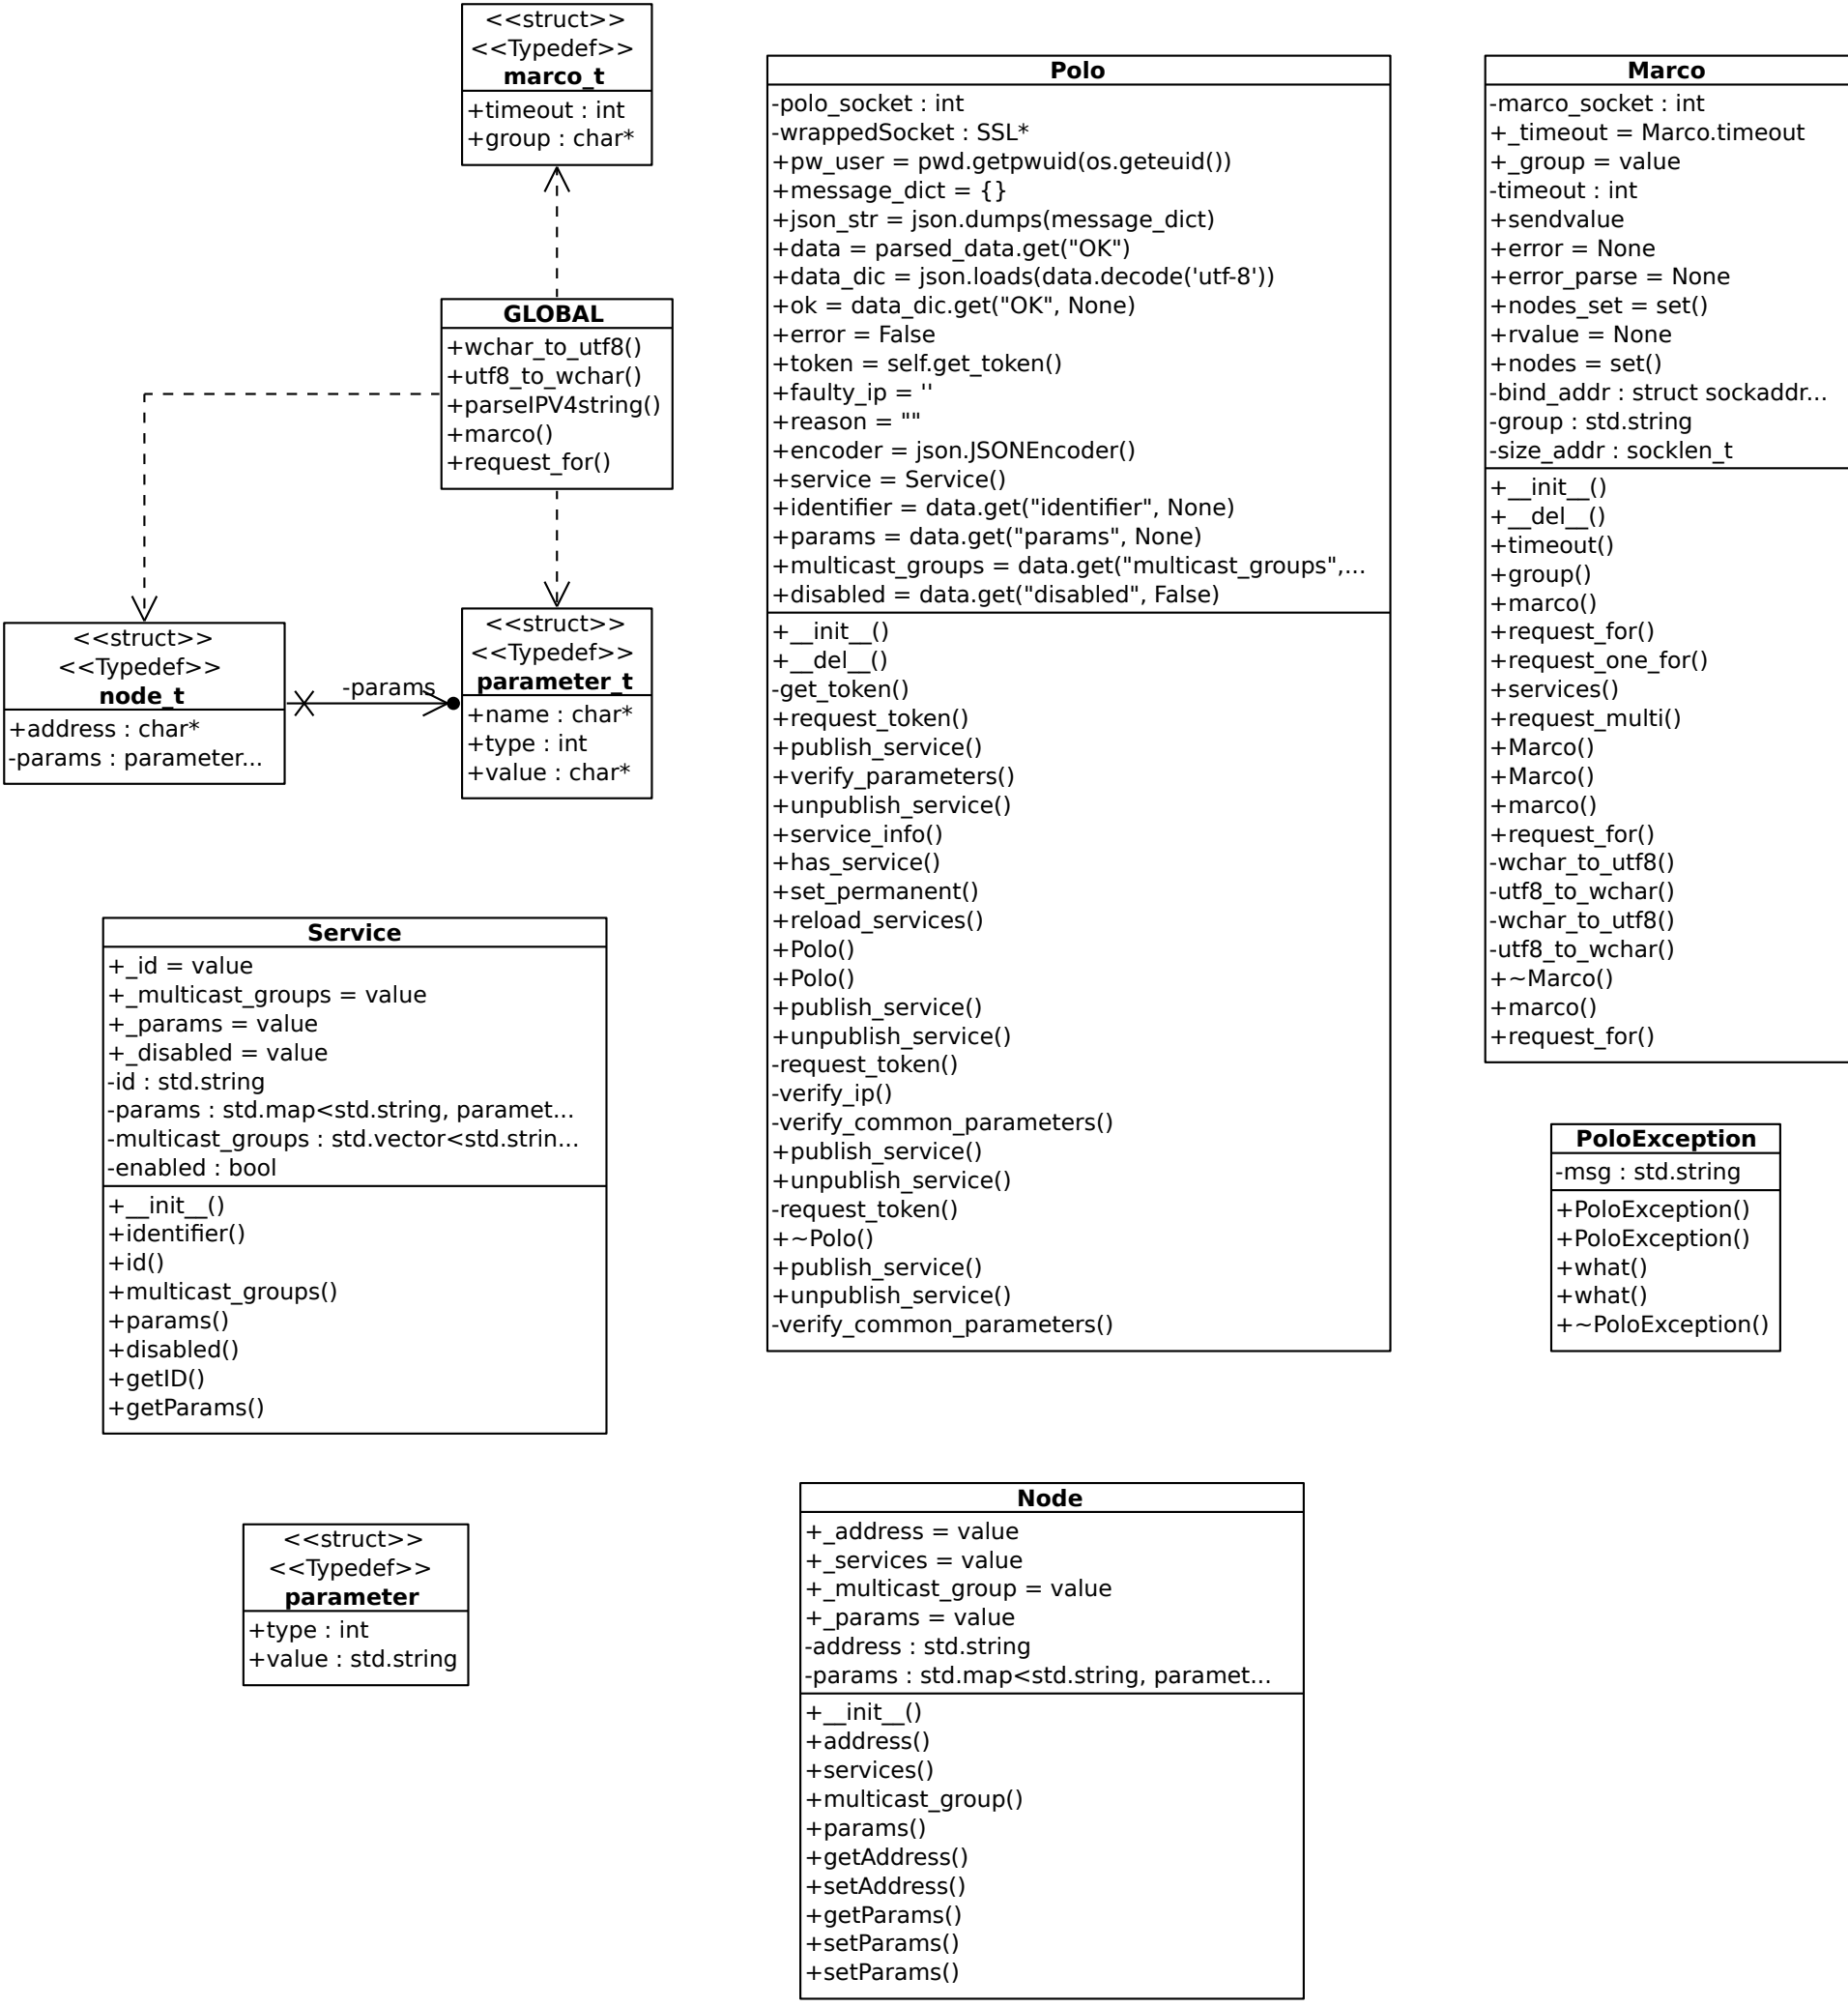 <<struct>>
<<Typedef>>
marco_t
+timeout : int
+group : char*
GLOBAL
+wchar_to_utf8()
+utf8_to_wchar()
+parseIPV4string()
+marco()
+request_for()
<<struct>>
<<Typedef>>
node_t
+address : char*
-params : parameter...
-params
<<struct>>
<<Typedef>>
parameter_t
+name : char*
+type : int
+value : char*
Polo
-polo_socket : int
-wrappedSocket : SSL*
+pw_user = pwd.getpwuid(os.geteuid())
+message_dict = {}
+json_str = json.dumps(message_dict)
+data = parsed_data.get("OK")
+data_dic = json.loads(data.decode('utf-8'))
+ok = data_dic.get("OK", None)
+error = False
+token = self.get_token()
+faulty_ip = ''
+reason = ""
+encoder = json.JSONEncoder()
+service = Service()
+identifier = data.get("identifier", None)
+params = data.get("params", None)
+multicast_groups = data.get("multicast_groups",...
+disabled = data.get("disabled", False)
+__init__()
+__del__()
-get_token()
+request_token()
+publish_service()
+verify_parameters()
+unpublish_service()
+service_info()
+has_service()
+set_permanent()
+reload_services()
+Polo()
+Polo()
+publish_service()
+unpublish_service()
-request_token()
-verify_ip()
-verify_common_parameters()
+publish_service()
+unpublish_service()
-request_token()
+~Polo()
+publish_service()
+unpublish_service()
-verify_common_parameters()
Marco
-marco_socket : int
+_timeout = Marco.timeout
+_group = value
-timeout : int
+sendvalue
+error = None
+error_parse = None
+nodes_set = set()
+rvalue = None
+nodes = set()
-bind_addr : struct sockaddr...
-group : std.string
-size_addr : socklen_t
+__init__()
+__del__()
+timeout()
+group()
+marco()
+request_for()
+request_one_for()
+services()
+request_multi()
+Marco()
+Marco()
+marco()
+request_for()
-wchar_to_utf8()
-utf8_to_wchar()
-wchar_to_utf8()
-utf8_to_wchar()
+~Marco()
+marco()
+request_for()
Service
+_id = value
+_multicast_groups = value
+_params = value
+_disabled = value
-id : std.string
-params : std.map<std.string, paramet...
-multicast_groups : std.vector<std.strin...
-enabled : bool
+__init__()
+identifier()
+id()
+multicast_groups()
+params()
+disabled()
+getID()
+getParams()
PoloException
-msg : std.string
+PoloException()
+PoloException()
+what()
+what()
+~PoloException()
<<struct>>
<<Typedef>>
parameter
+type : int
+value : std.string
Node
+_address = value
+_services = value
+_multicast_group = value
+_params = value
-address : std.string
-params : std.map<std.string, paramet...
+__init__()
+address()
+services()
+multicast_group()
+params()
+getAddress()
+setAddress()
+getParams()
+setParams()
+setParams()